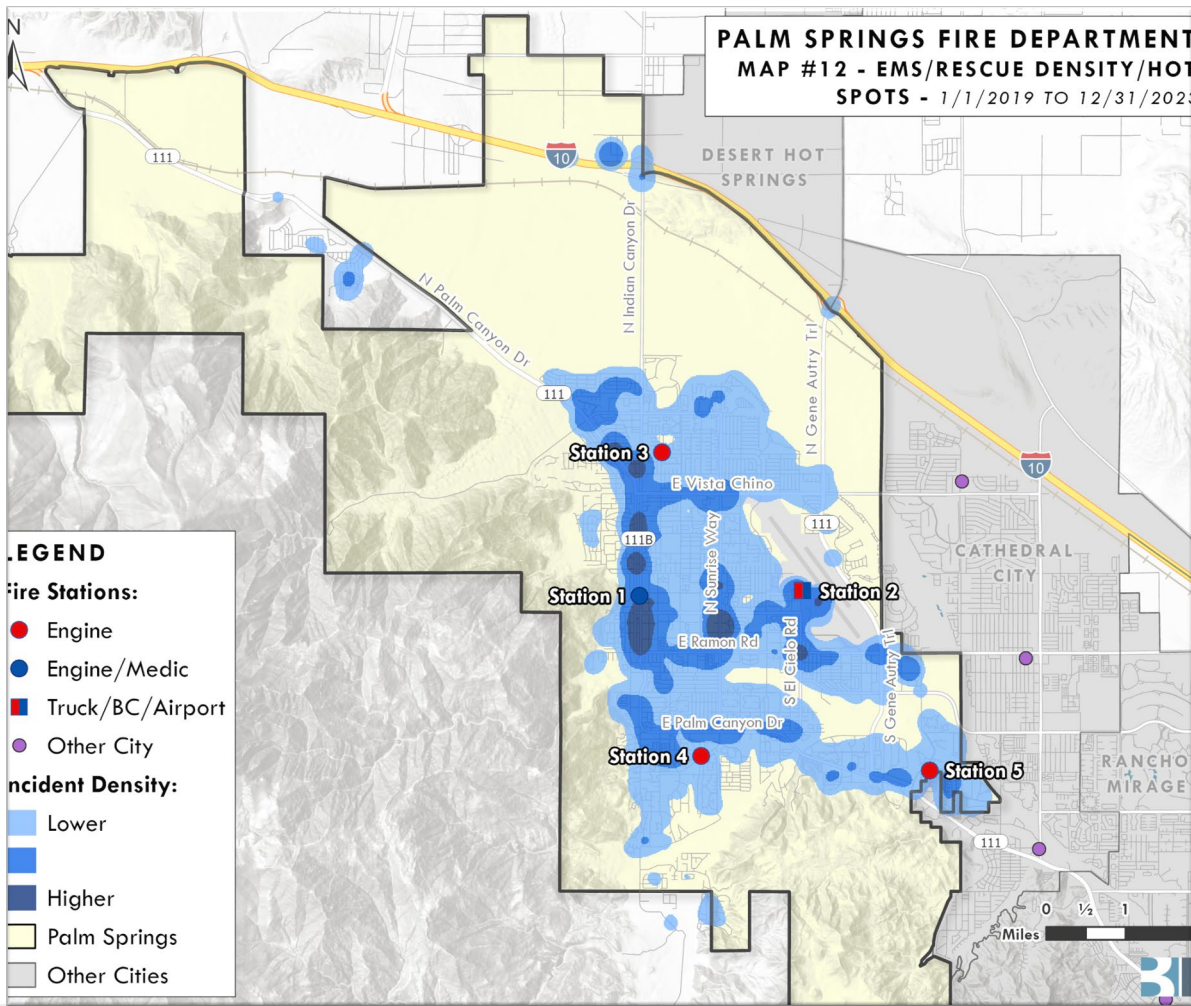 N
PALM SPRINGS FIRE DEPARTMENT
MAP #12 - EMS/RESCUE DENSITY/HOT
SPOTS - 1/1/2019 TO 12/31/2023
10
111
DESERT HOT
SPRINGS
N Indian Canyon Dr
N Palm Canyon Dr
N Gene Autry Trl
111
Station 3
10
E Vista Chino
111
111B
N Sunrise Way
CATHEDRAL
CITY
Station 1
Station 2
E Ramon Rd
S El Cielo Rd
S Gene Autry Trl
E Palm Canyon Dr
Station 4
Station 5
RANCHO
MIRAGE
111
LEGEND
Fire Stations:
Engine
Engine/Medic
Truck/BC/Airport
Other City
ncident Density:
Lower
Higher
Palm Springs
Other Cities
0 ½ 1
Miles